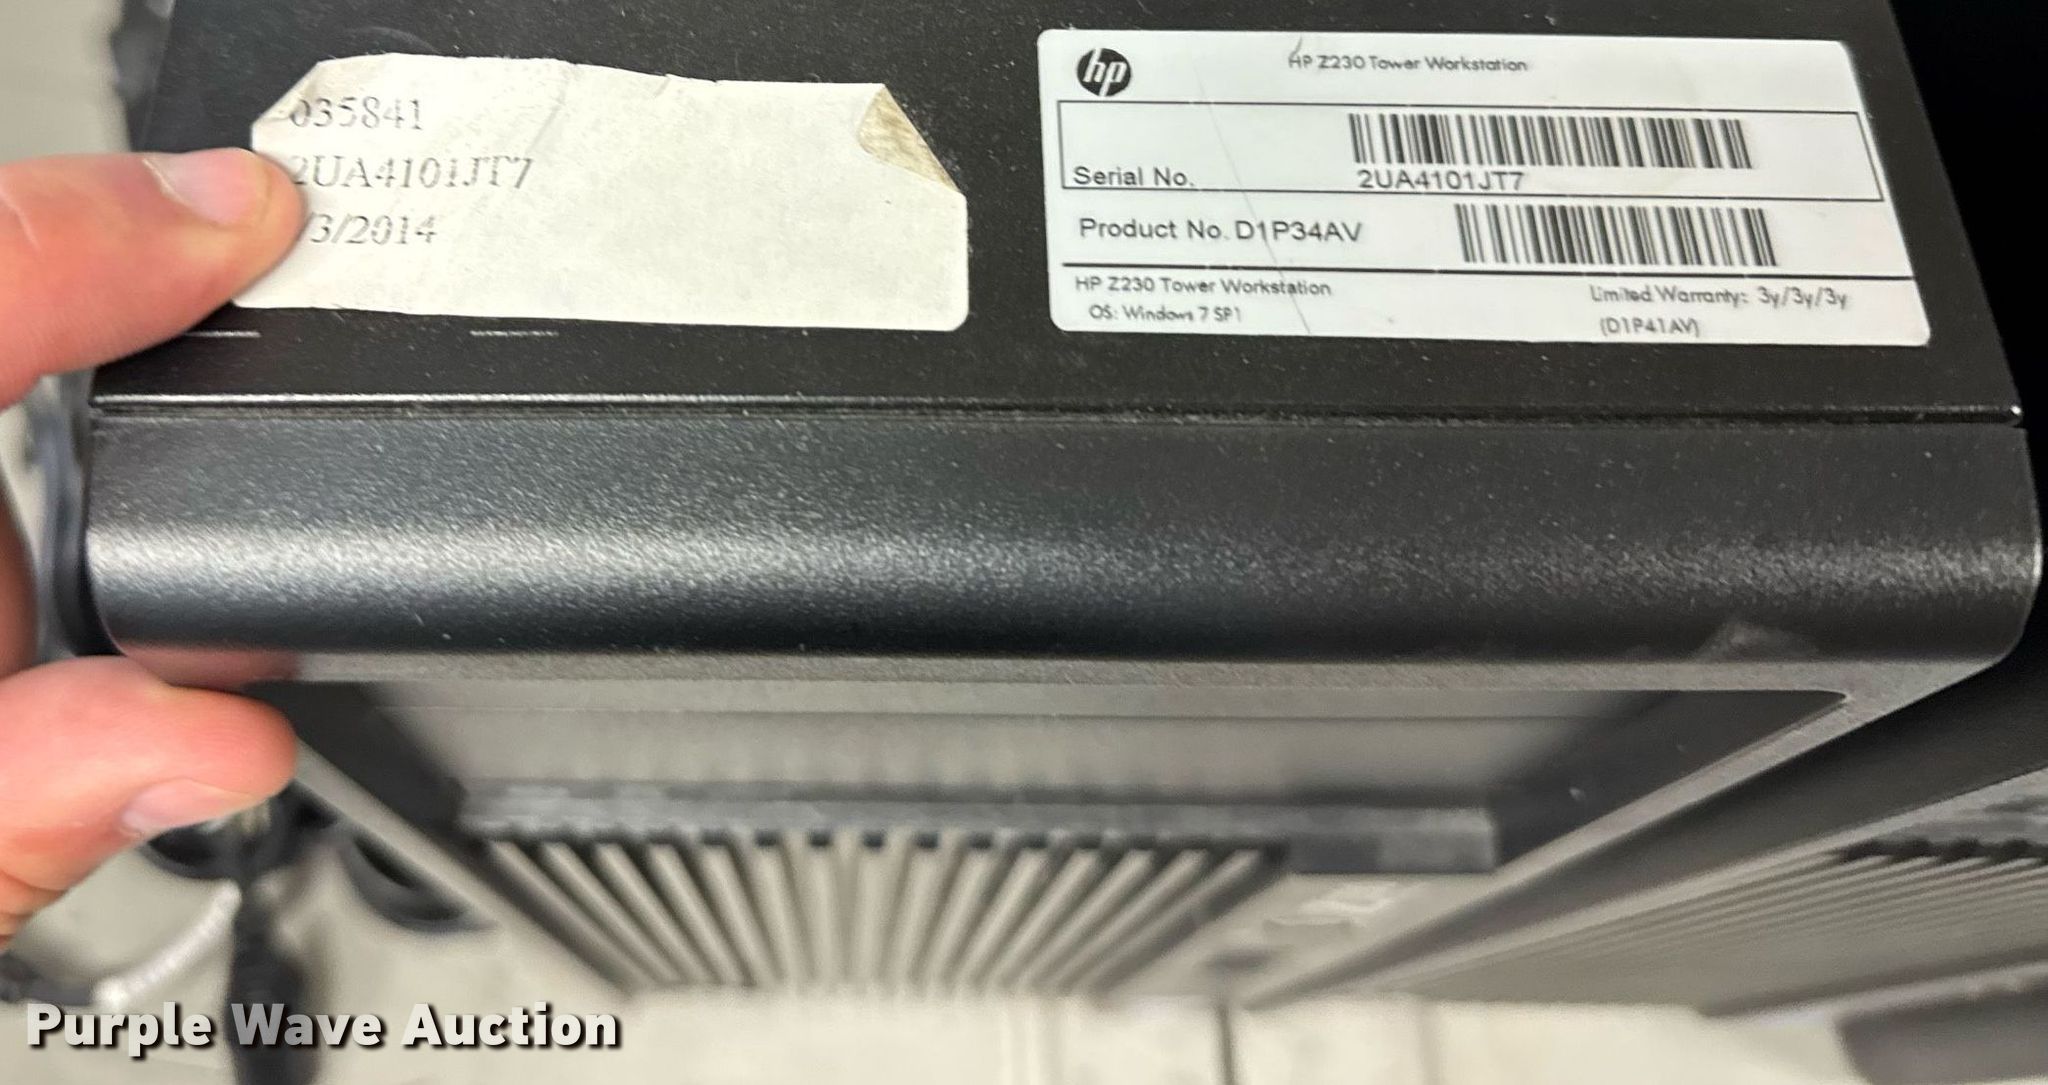 035841
2UA4101JT7
/3/2014
hp
HP Z230 Tower Workstation
Serial No.
2UA4101JT7
Product No. D1P34AV
HP Z230 Tower Workstation
OS: Windows 7 SP1
Limited Warranty: 3y/3y/3y
(D1P41AV)
Purple Wave Auction